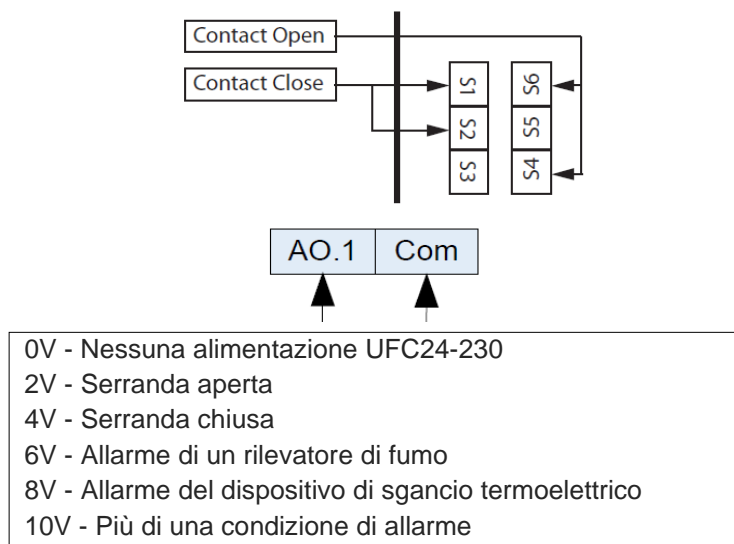 Contact Open
Contact Close
S1
S2
S3
S6
S5
S4
AO.1 Com
0V - Nessuna alimentazione UFC24-230
2V - Serranda aperta
4V - Serranda chiusa
6V - Allarme di un rilevatore di fumo
8V - Allarme del dispositivo di sgancio termoelettrico
10V - Più di una condizione di allarme